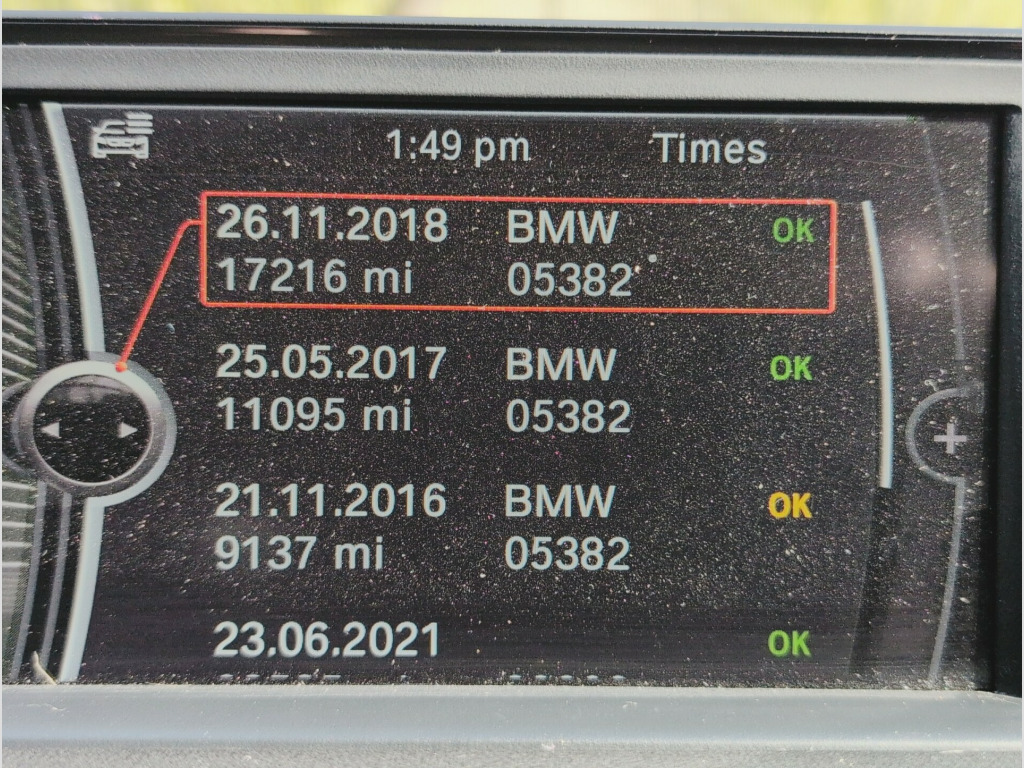 1:49 pm Times
26.11.2018 BMW OK
17216 mi 05382
25.05.2017 BMW OK
11095 mi 05382
21.11.2016 BMW OK
9137 mi 05382
23.06.2021 OK